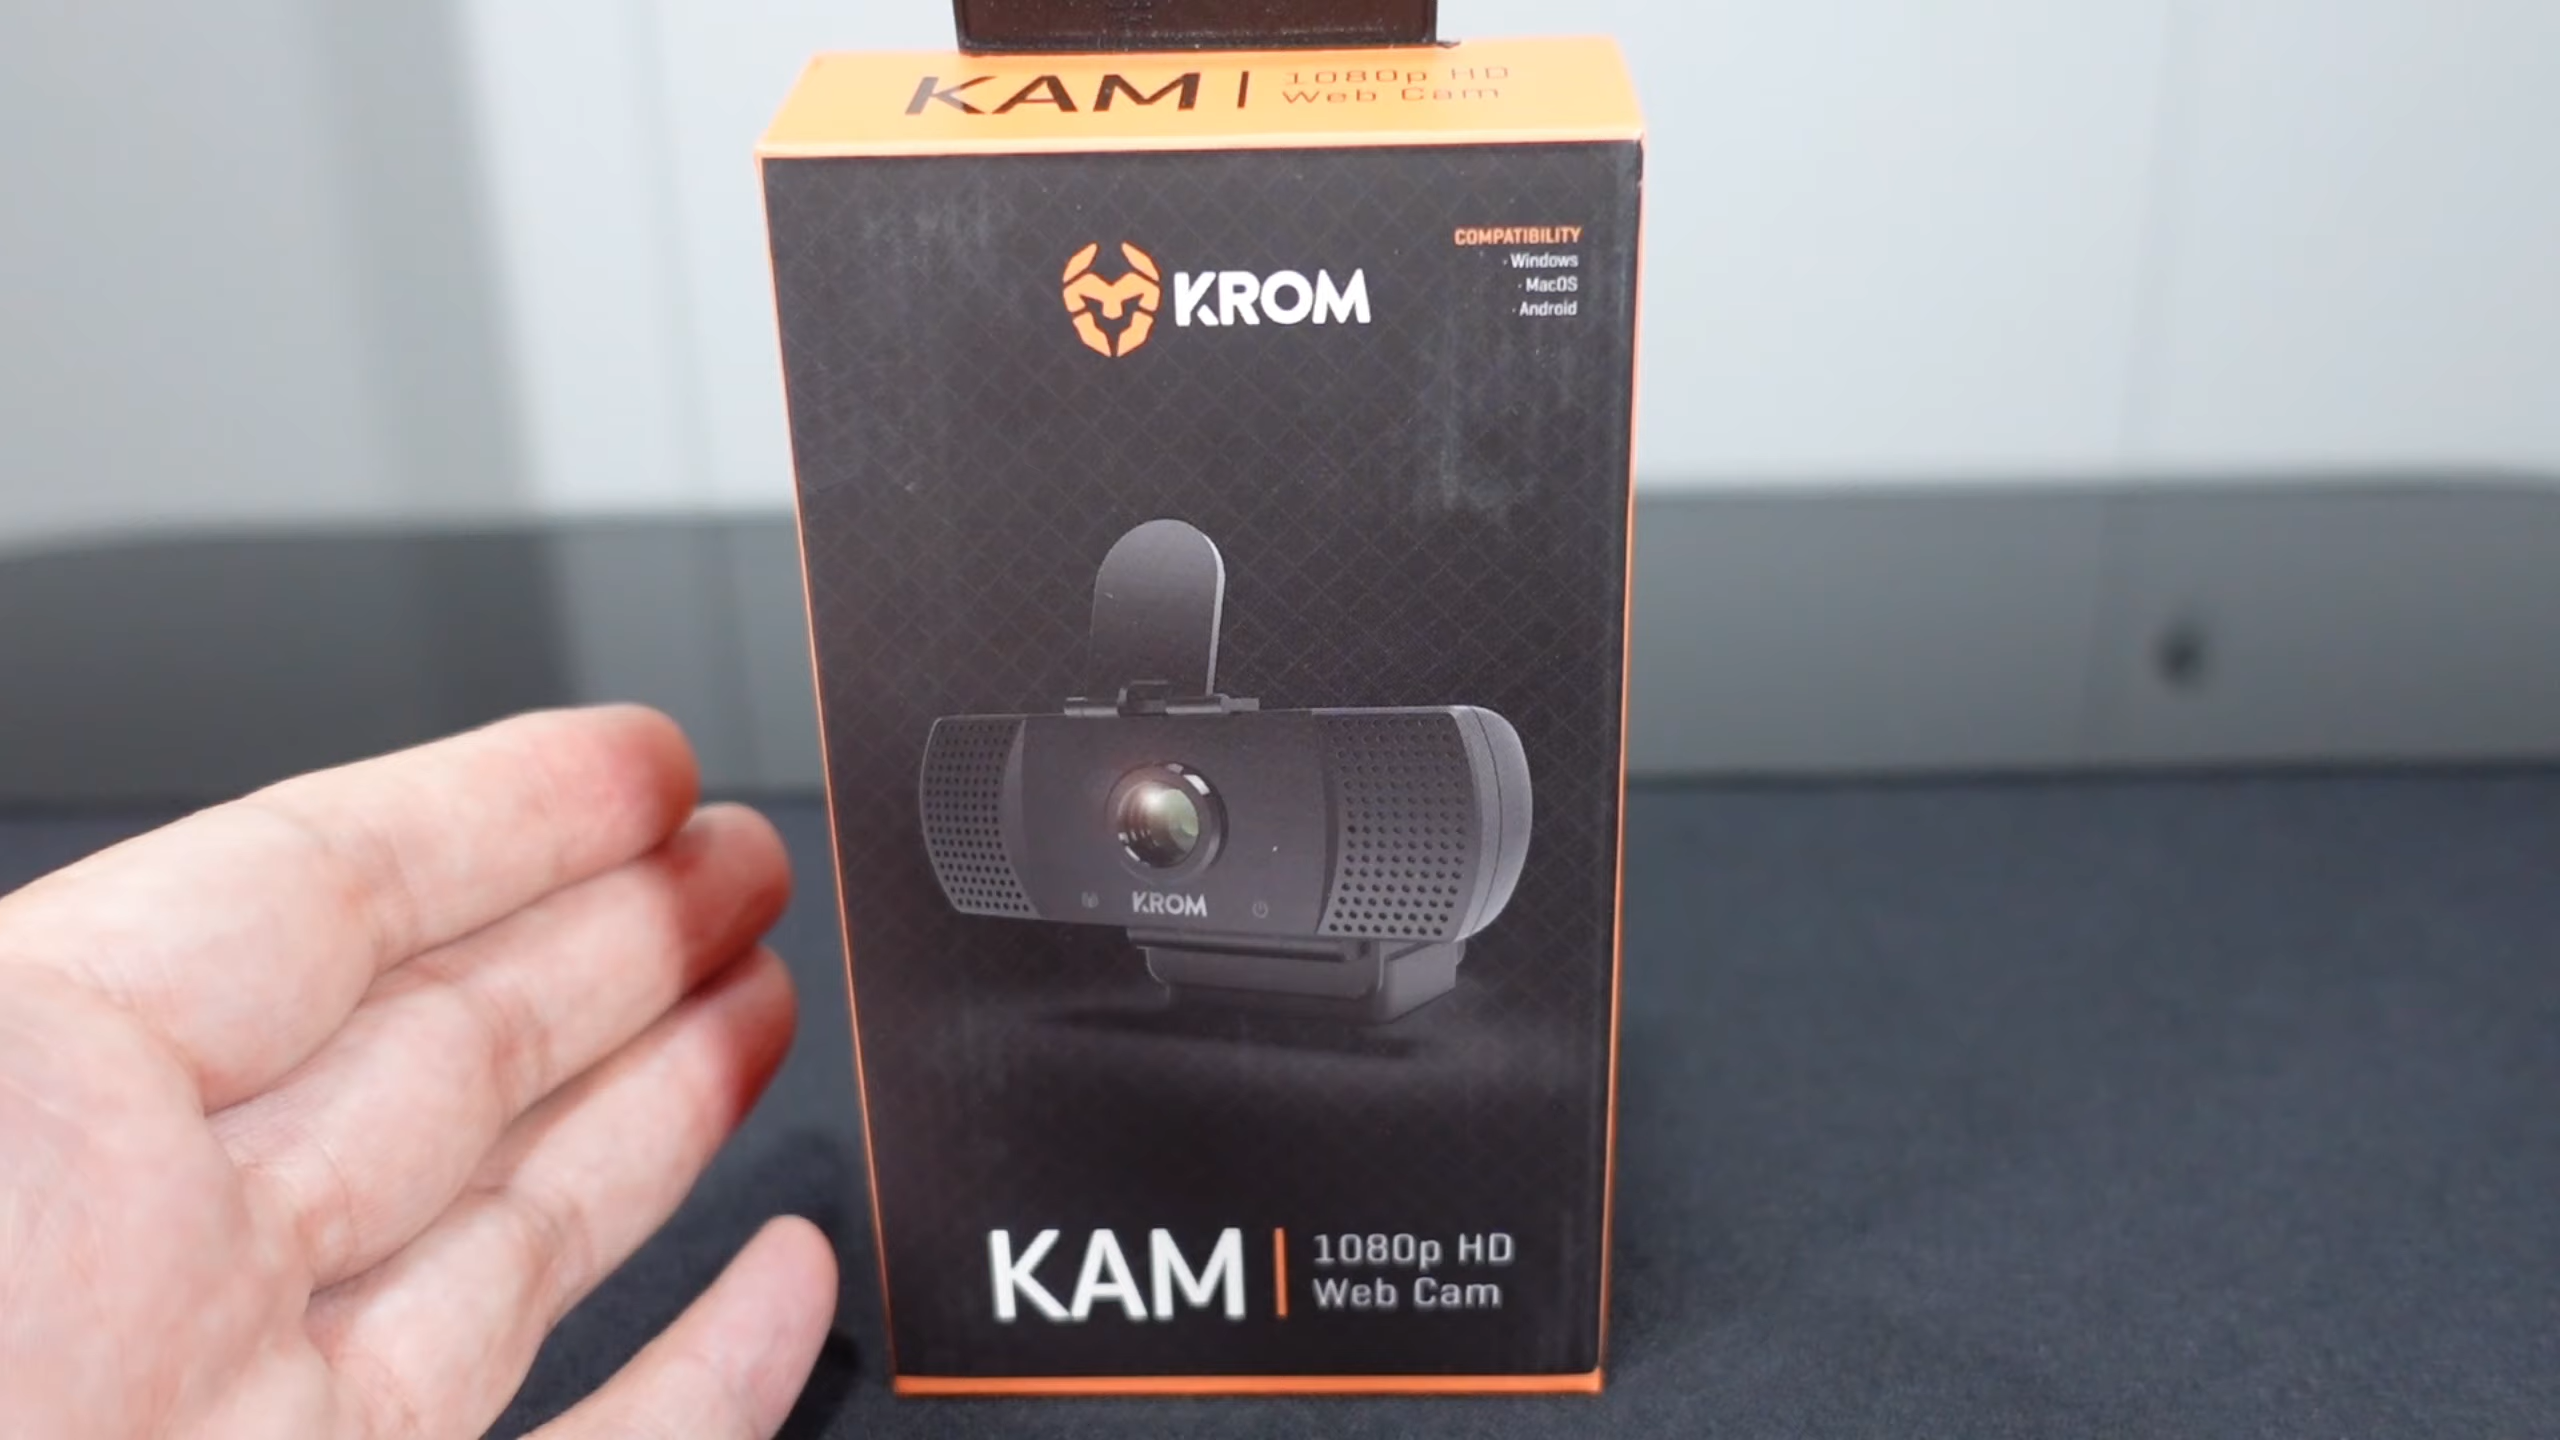 KAM | 1080p HD
Web Cam
KROM
COMPATIBILITY
· Windows
· MacOS
· Android
KROM
KAM | 1080p HD
Web Cam